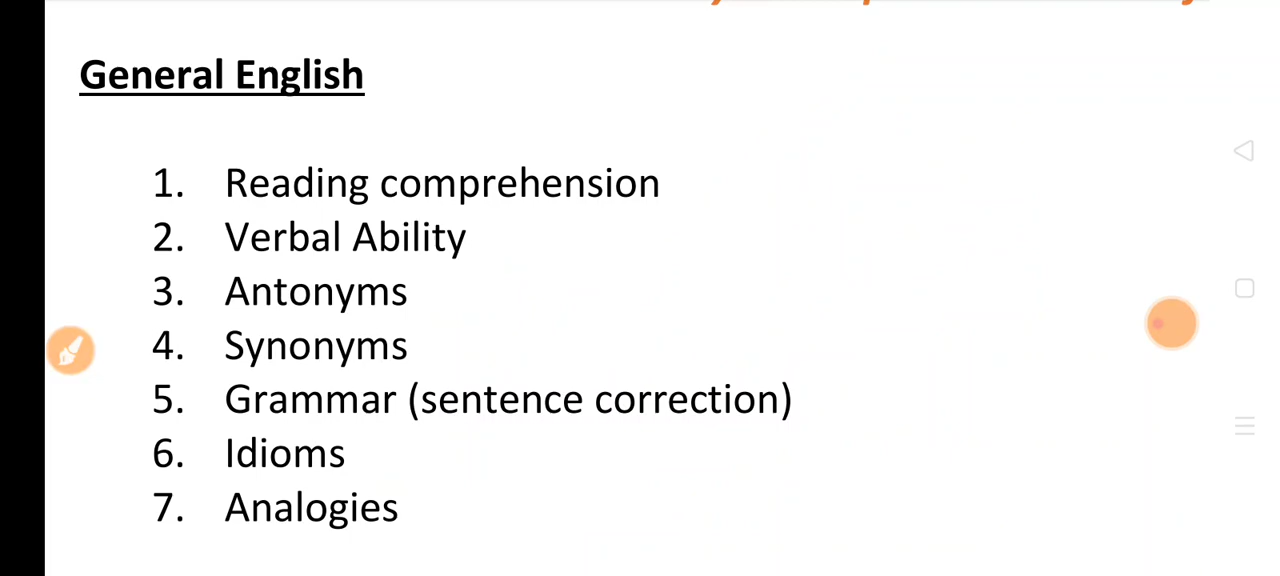 General English
1. Reading comprehension
2. Verbal Ability
3. Antonyms
4. Synonyms
5. Grammar (sentence correction)
6. Idioms
7. Analogies